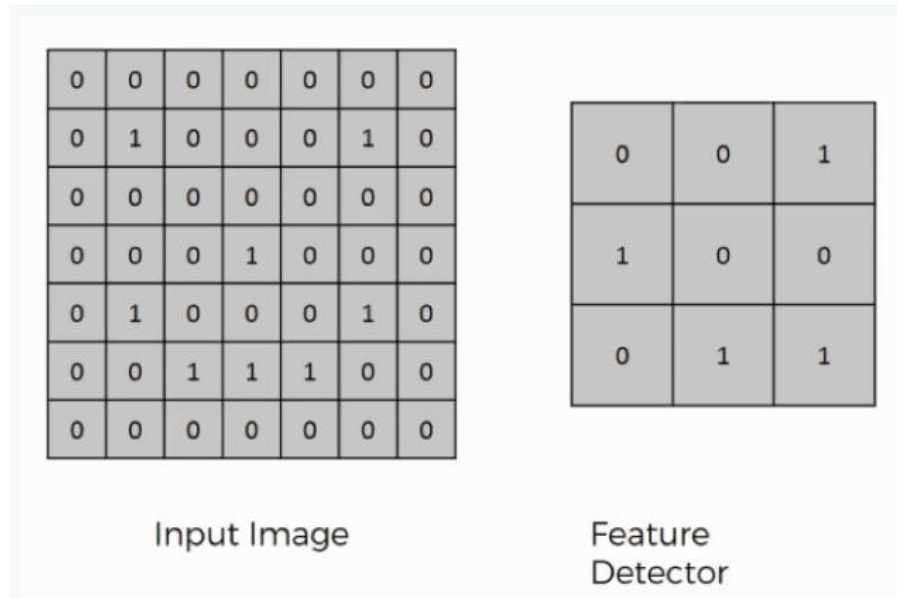 0 0 0 0 0 0 0
0 1 0 0 0 1 0
0 0 0 0 0 0 0
0 0 0 1 0 0 0
0 1 0 0 0 1 0
0 0 1 1 1 0 0
0 0 0 0 0 0 0
Input Image
0 0 1
1 0 0
0 1 1
Feature
Detector